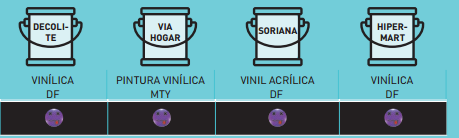 DECOLI-
TE
VIA
HOGAR
SORIANA
HIPER-
MART
VINÍLICA
DF
PINTURA VINÍLICA
MTY
VINIL ACRÍLICA
DF
VINÍLICA
DF